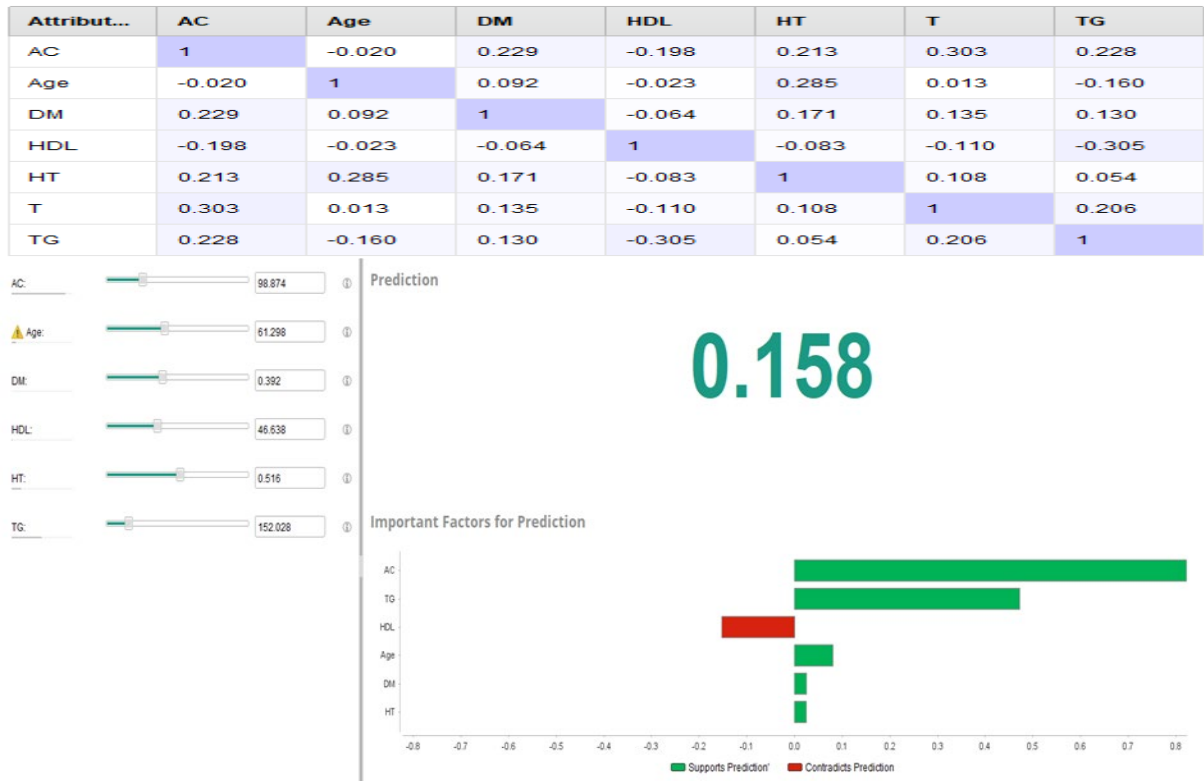 Attribut... AC Age DM HDL HT T TG
AC 1 -0.020 0.229 -0.198 0.213 0.303 0.228
Age -0.020 1 0.092 -0.023 0.285 0.013 -0.160
DM 0.229 0.092 1 -0.064 0.171 0.135 0.130
HDL -0.198 -0.023 -0.064 1 -0.083 -0.110 -0.305
HT 0.213 0.285 0.171 -0.083 1 0.108 0.054
T 0.303 0.013 0.135 -0.110 0.108 1 0.206
TG 0.228 -0.160 0.130 -0.305 0.054 0.206 1
AC: 98.874
Age: 61.298
DM: 0.392
HDL: 46.638
HT: 0.516
TG: 152.028
Prediction
0.158
Important Factors for Prediction
AC
TG
HDL
Age
DM
HT
-0.8 -0.7 -0.6 -0.5 -0.4 -0.3 -0.2 -0.1 0.0 0.1 0.2 0.3 0.4 0.5 0.6 0.7 0.8
Supports Prediction' Contradicts Prediction